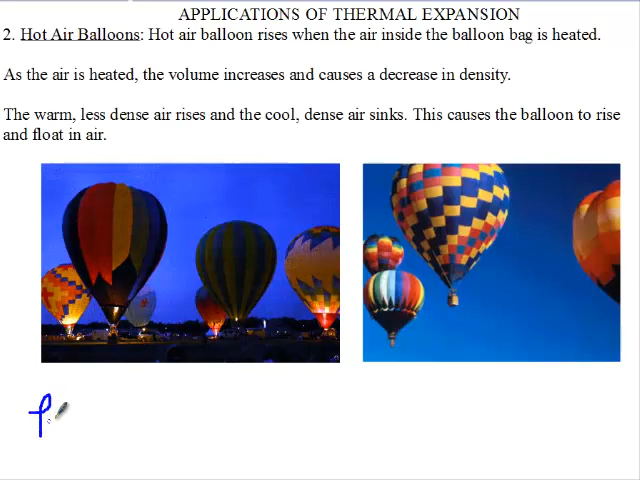 APPLICATIONS OF THERMAL EXPANSION
2. Hot Air Balloons: Hot air balloon rises when the air inside the balloon bag is heated.
As the air is heated, the volume increases and causes a decrease in density.
The warm, less dense air rises and the cool, dense air sinks. This causes the balloon to rise
and float in air.